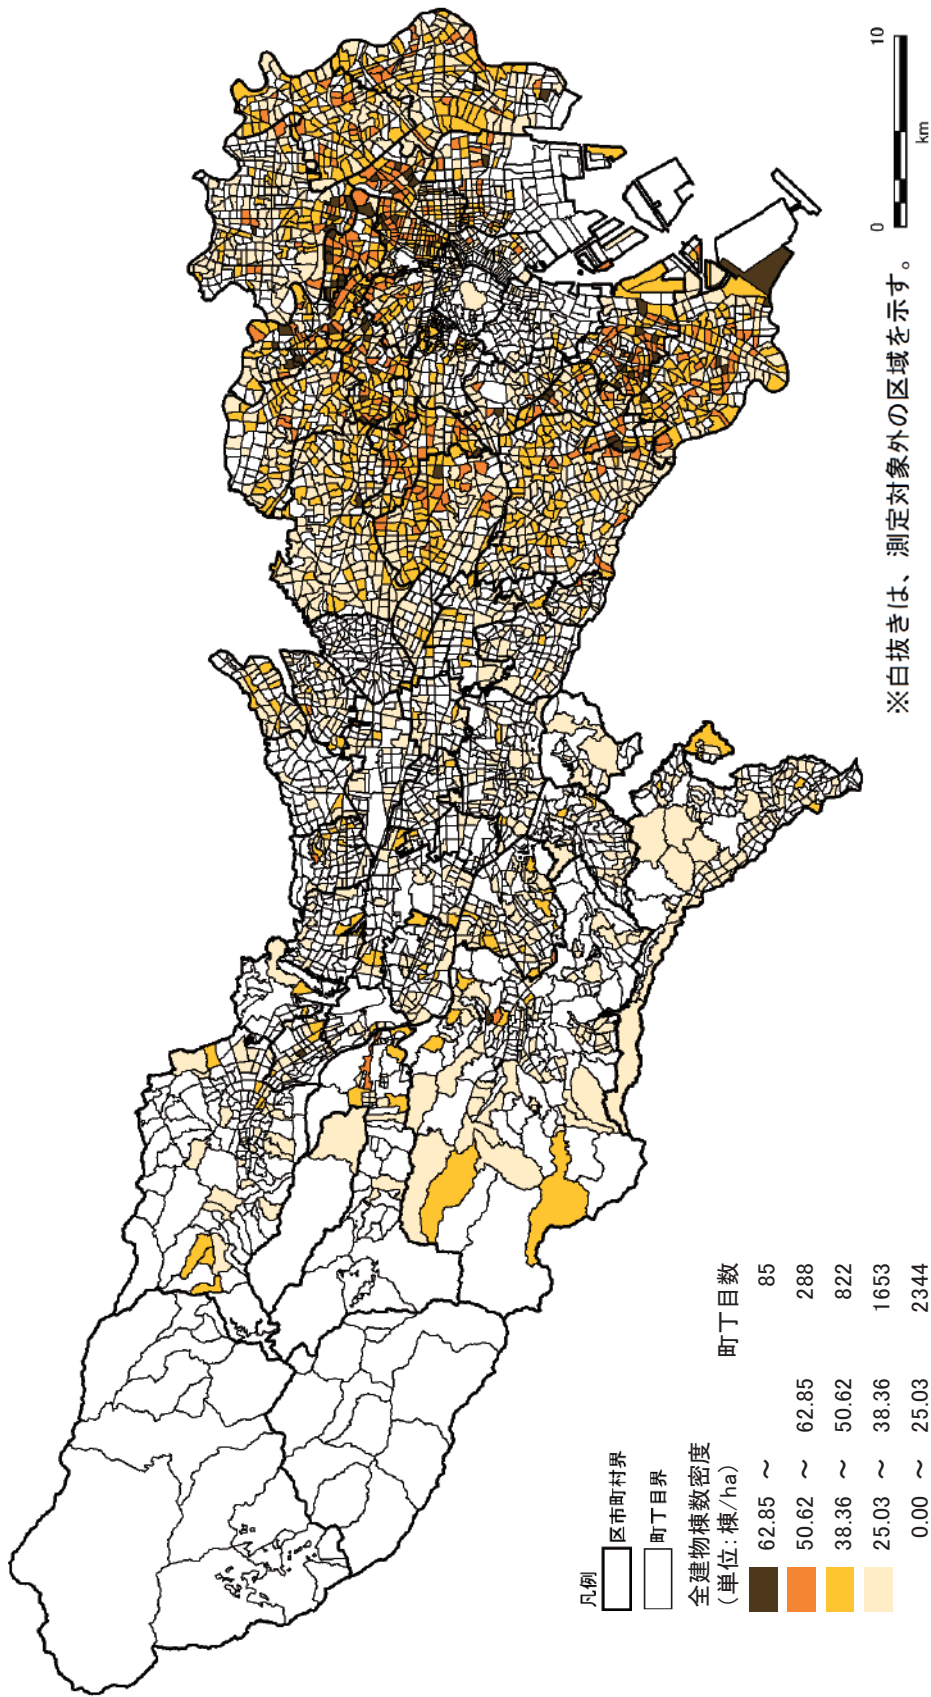 凡例
区市町村界
町丁目界
全建物棟数密度
(単位:棟/ha) 町丁目数
62.85 ～ 85
50.62 ～ 62.85 288
38.36 ～ 50.62 822
25.03 ～ 38.36 1653
0.00 ～ 25.03 2344
※白抜きは、測定対象外の区域を示す。
0 10
km